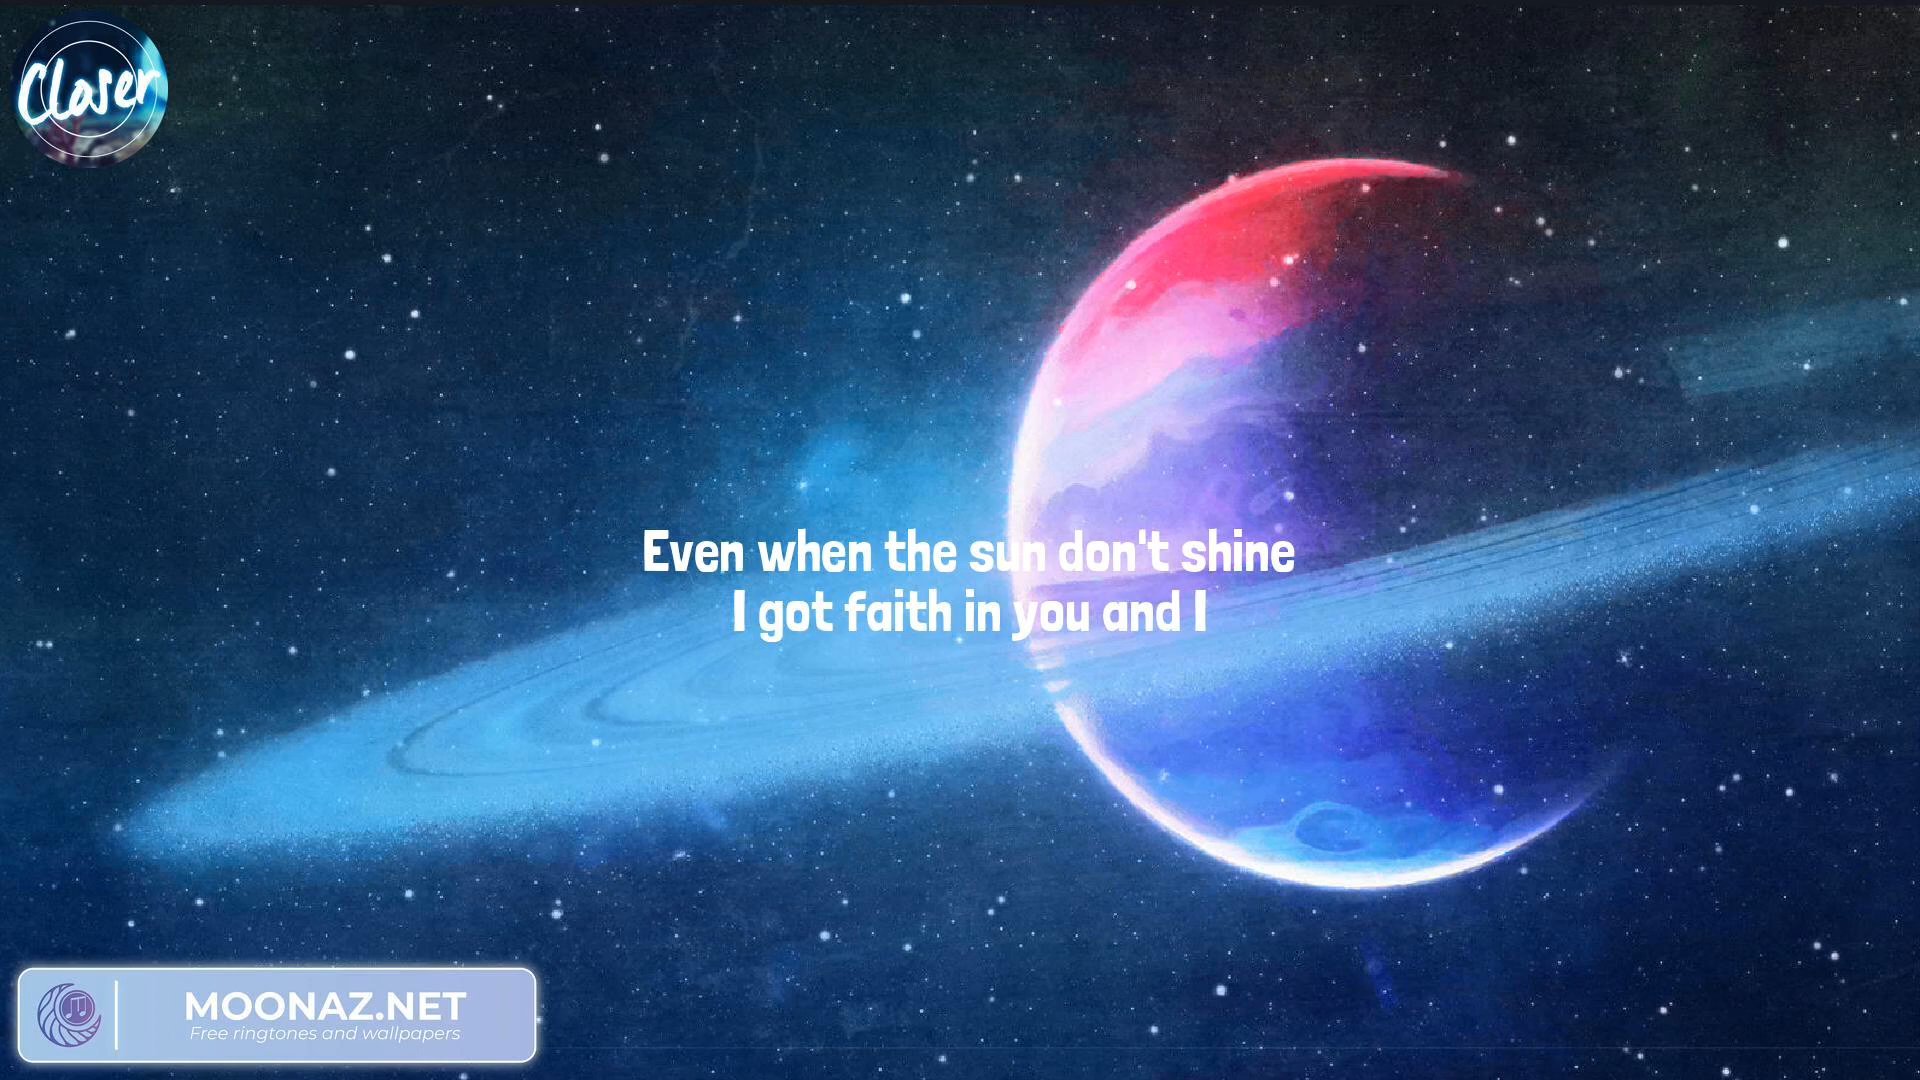 Closer
Even when the sun don't shine
I got faith in you and I
MOONAZ.NET
Free ringtones and wallpapers